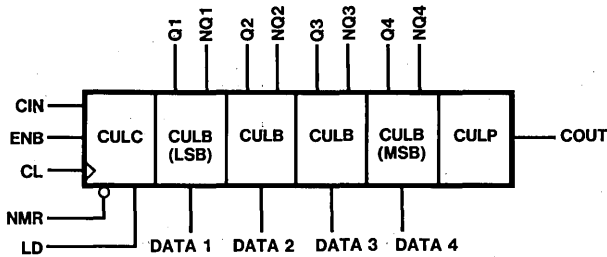 Q1 NQ1 Q2 NQ2 Q3 NQ3 Q4 NQ4
CIN
ENB
CL
NMR
LD
CULC
CULB
(LSB)
CULB
CULB
CULB
(MSB)
CULP
COUT
DATA 1 DATA 2 DATA 3 DATA 4